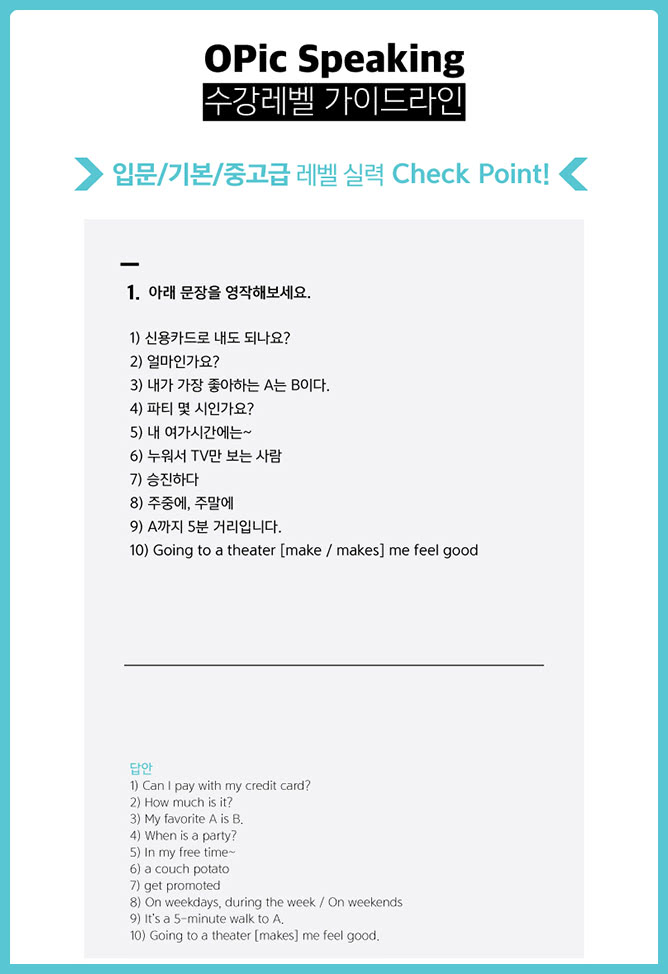 OPic Speaking
수강레벨 가이드라인
입문/기본/중고급 레벨 실력 Check Point!
1. 아래 문장을 영작해보세요.
1) 신용카드로 내도 되나요?
2) 얼마인가요?
3) 내가 가장 좋아하는 A는 B이다.
4) 파티 몇 시인가요?
5) 내 여가시간에는~
6) 누워서 TV만 보는 사람
7) 승진하다
8) 주중에, 주말에
9) A까지 5분 거리입니다.
10) Going to a theater [make / makes] me feel good
답안
1) Can I pay with my credit card?
2) How much is it?
3) My favorite A is B.
4) When is a party?
5) In my free time~
6) a couch potato
7) get promoted
8) On weekdays, during the week / On weekends
9) It's a 5-minute walk to A.
10) Going to a theater [makes] me feel good.